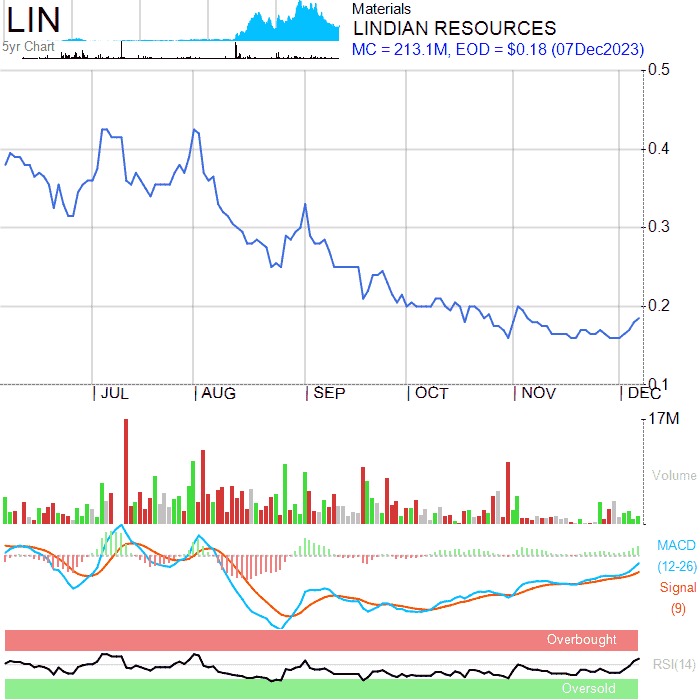 LIN
5yr Chart
Materials
LINDIAN RESOURCES
MC = 213.1M, EOD = $0.18 (07Dec2023)
0.5
0.4
0.3
0.2
0.1
JUL AUG SEP OCT NOV DEC
17M
Volume
MACD
(12-26)
Signal
(9)
Overbought
RSI(14)
Oversold